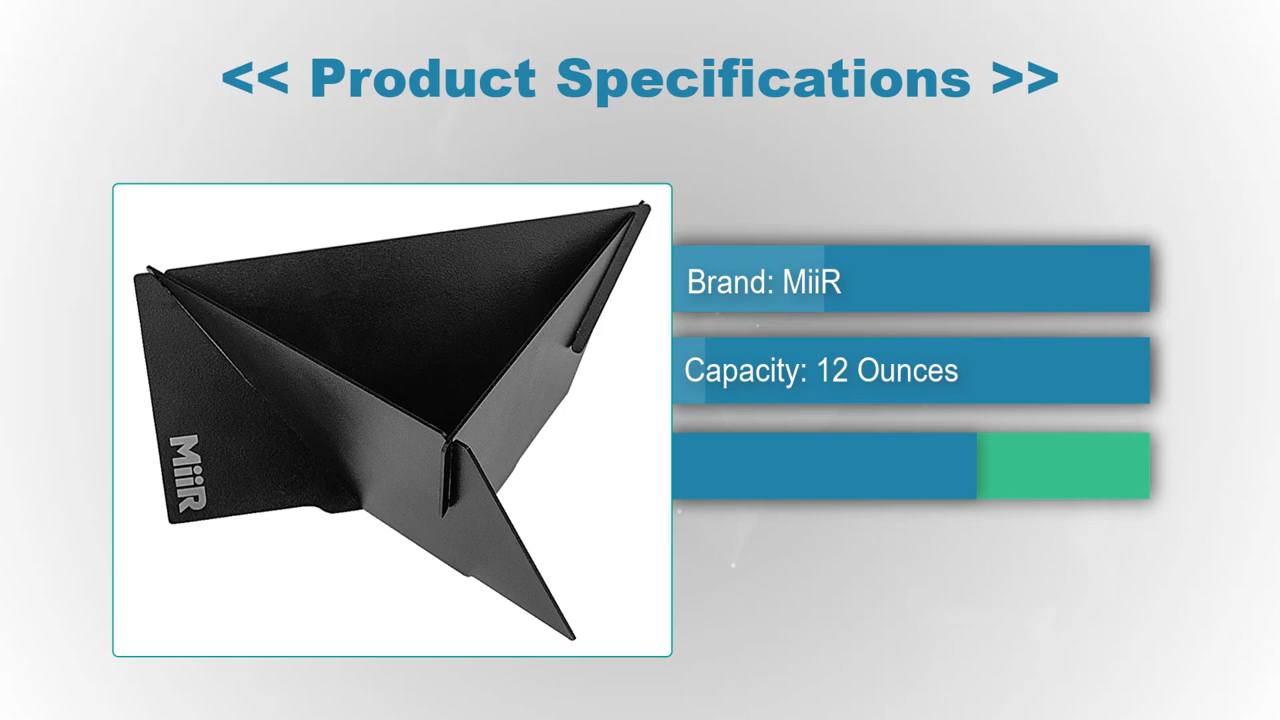 << Product Specifications >>
MiiR
Brand: MiiR
Capacity: 12 Ounces